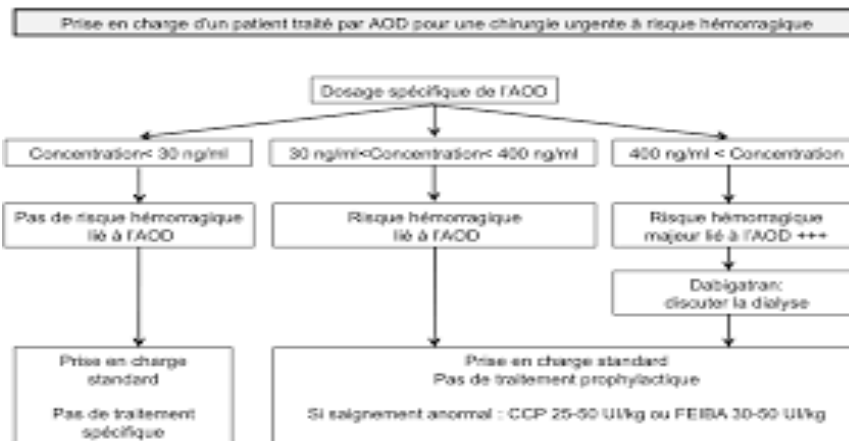 Prise en charge d'un patient traité par AOD pour une chirurgie urgente à risque hémorragique
Dosage spécifique de l'AOD
Concentration< 30 ng/ml
30 ng/ml<Concentration< 400 ng/ml
400 ng/ml < Concentration
Pas de risque hémorragique
lié à l'AOD
Risque hémorragique
lié à l'AOD
Risque hémorragique
majeur lié à l'AOD +++
Dabigatran:
discuter la dialyse
Prise en charge
standard
Pas de traitement
spécifique
Prise en charge standard
Pas de traitement prophylactique
Si saignement anormal : CCP 25-50 UI/kg ou FEIBA 30-50 UI/kg